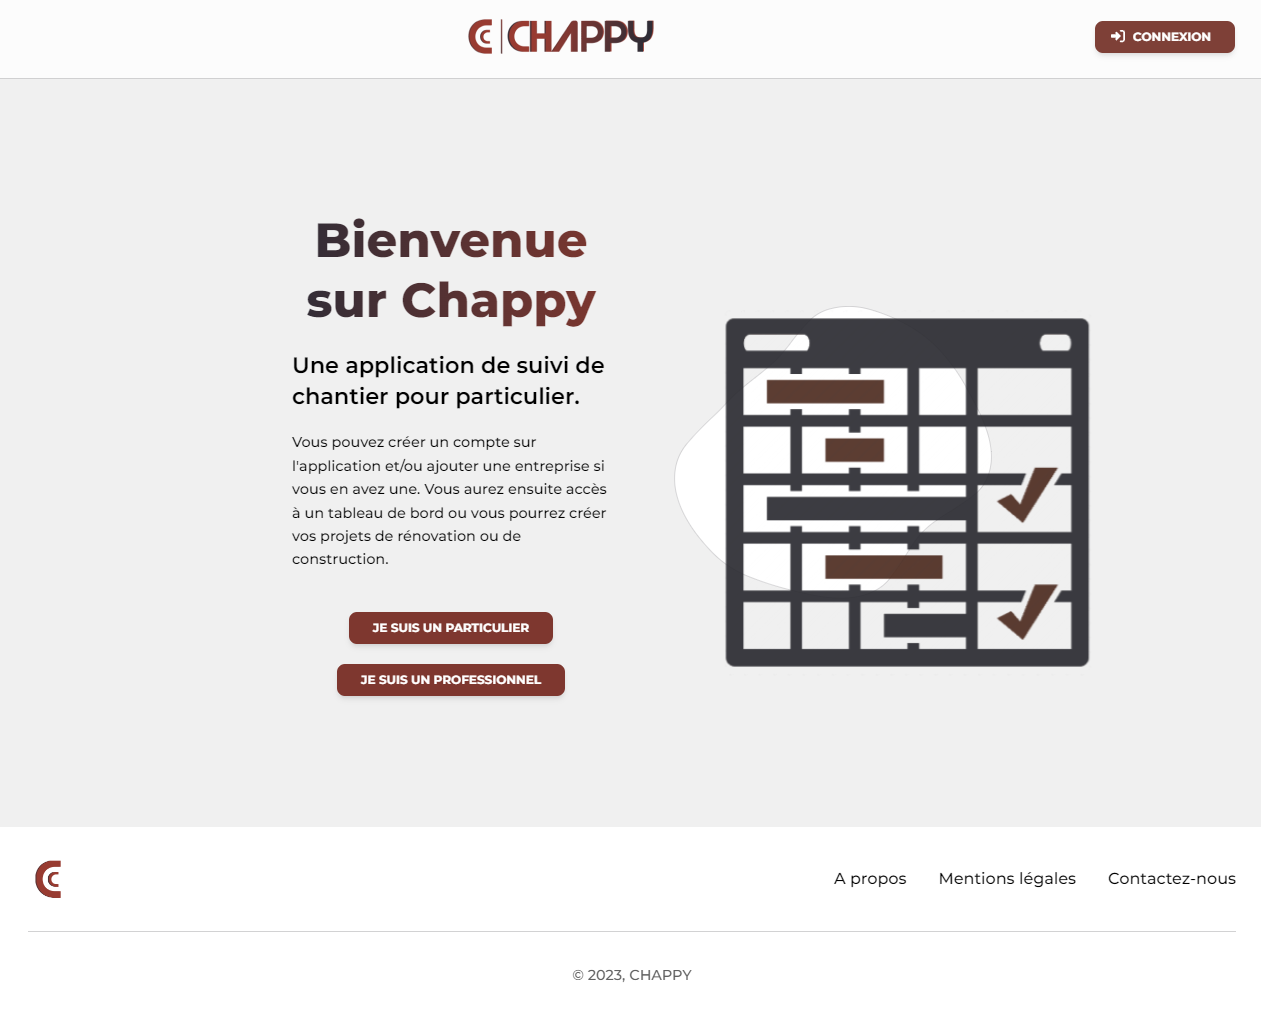 CHAPPY
CONNEXION
Bienvenue
sur Chappy
Une application de suivi de
chantier pour particulier.
Vous pouvez créer un compte sur
l'application et/ou ajouter une entreprise si
vous en avez une. Vous aurez ensuite accès
à un tableau de bord ou vous pourrez créer
vos projets de rénovation ou de
construction.
JE SUIS UN PARTICULIER
JE SUIS UN PROFESSIONNEL
A propos Mentions légales Contactez-nous
© 2023, CHAPPY